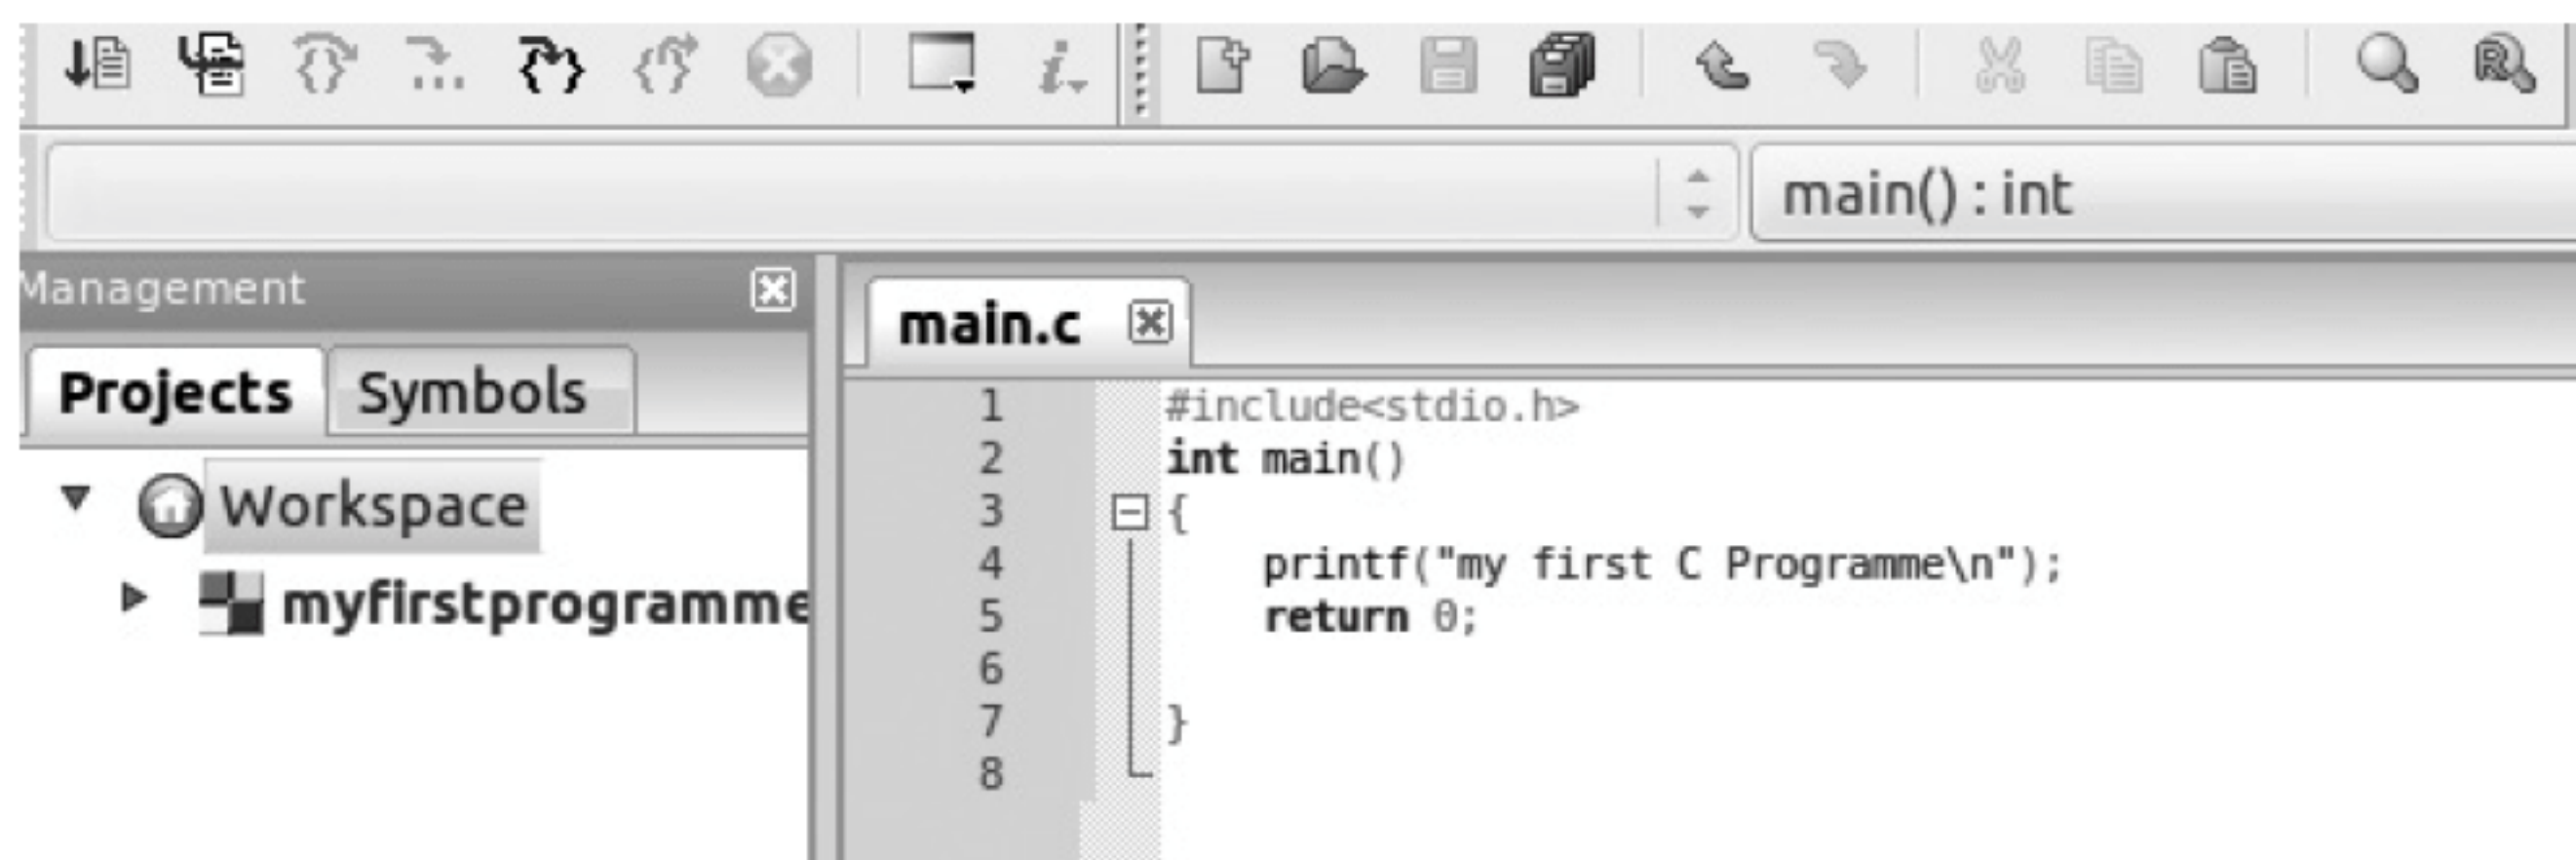 main() : int
Management
Projects Symbols
Workspace
myfirstprogramme
main.c
1 #include<stdio.h>
2 int main()
3 {
4     printf("my first C Programme\n");
5     return 0;
6
7 }
8